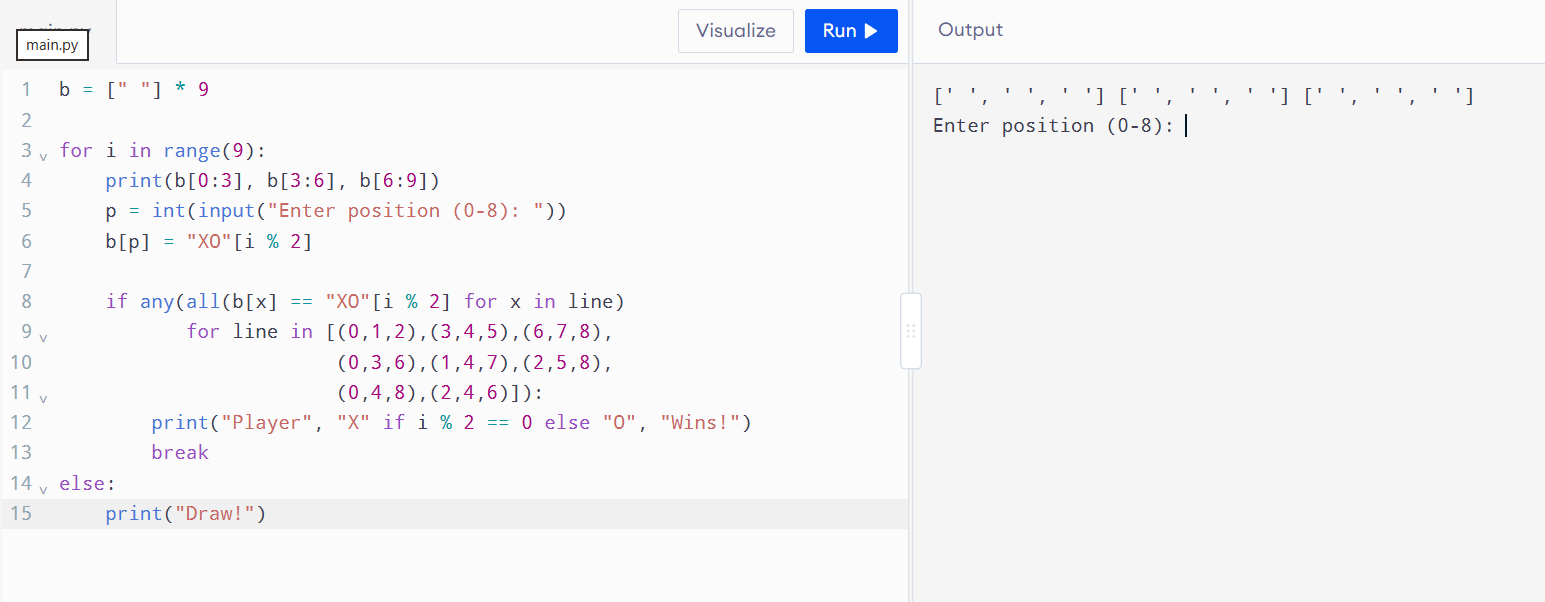 main.py
Visualize
Run
1 b = [" "] * 9
2
3 for i in range(9):
4     print(b[0:3], b[3:6], b[6:9])
5     p = int(input("Enter position (0-8): "))
6     b[p] = "XO"[i % 2]
7
8     if any(all(b[x] == "XO"[i % 2] for x in line)
9            for line in [(0,1,2),(3,4,5),(6,7,8),
10                         (0,3,6),(1,4,7),(2,5,8),
11                         (0,4,8),(2,4,6)]):
12         print("Player", "X" if i % 2 == 0 else "O", "Wins!")
13         break
14 else:
15     print("Draw!")
Output
[' ', ' ', ' '] [' ', ' ', ' '] [' ', ' ', ' ']
Enter position (0-8):